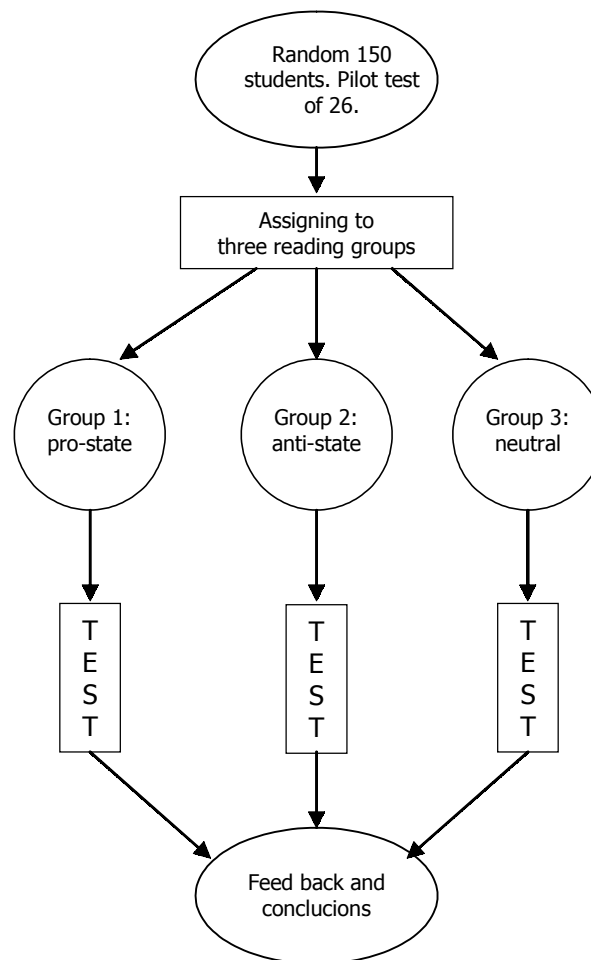 Random 150
students. Pilot test
of 26.
Assigning to
three reading groups
Group 1:
pro-state
Group 2:
anti-state
Group 3:
neutral
T
E
S
T
T
E
S
T
T
E
S
T
Feed back and
conclucions